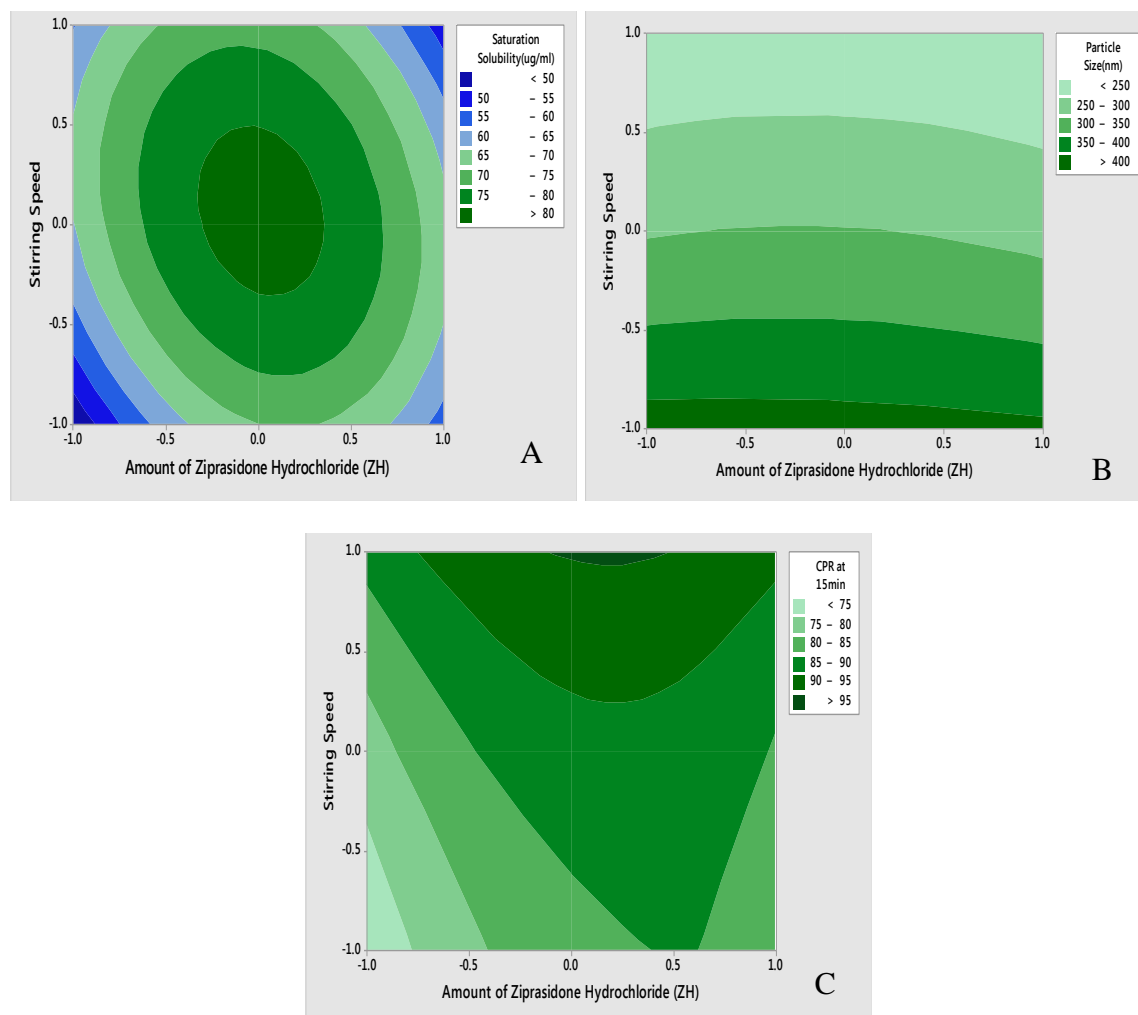 Saturation
Solubility(ug/ml)
< 50
50 – 55
55 – 60
60 – 65
65 – 70
70 – 75
75 – 80
> 80
1.0
0.5
0.0
-0.5
-1.0
Stirring Speed
-1.0 -0.5 0.0 0.5 1.0
Amount of Ziprasidone Hydrochloride (ZH)
A
Particle
Size(nm)
< 250
250 – 300
300 – 350
350 – 400
> 400
1.0
0.5
0.0
-0.5
-1.0
Stirring Speed
-1.0 -0.5 0.0 0.5 1.0
Amount of Ziprasidone Hydrochloride (ZH)
B
CPR at
15min
< 75
75 – 80
80 – 85
85 – 90
90 – 95
> 95
1.0
0.5
0.0
-0.5
-1.0
Stirring Speed
-1.0 -0.5 0.0 0.5 1.0
Amount of Ziprasidone Hydrochloride (ZH)
C